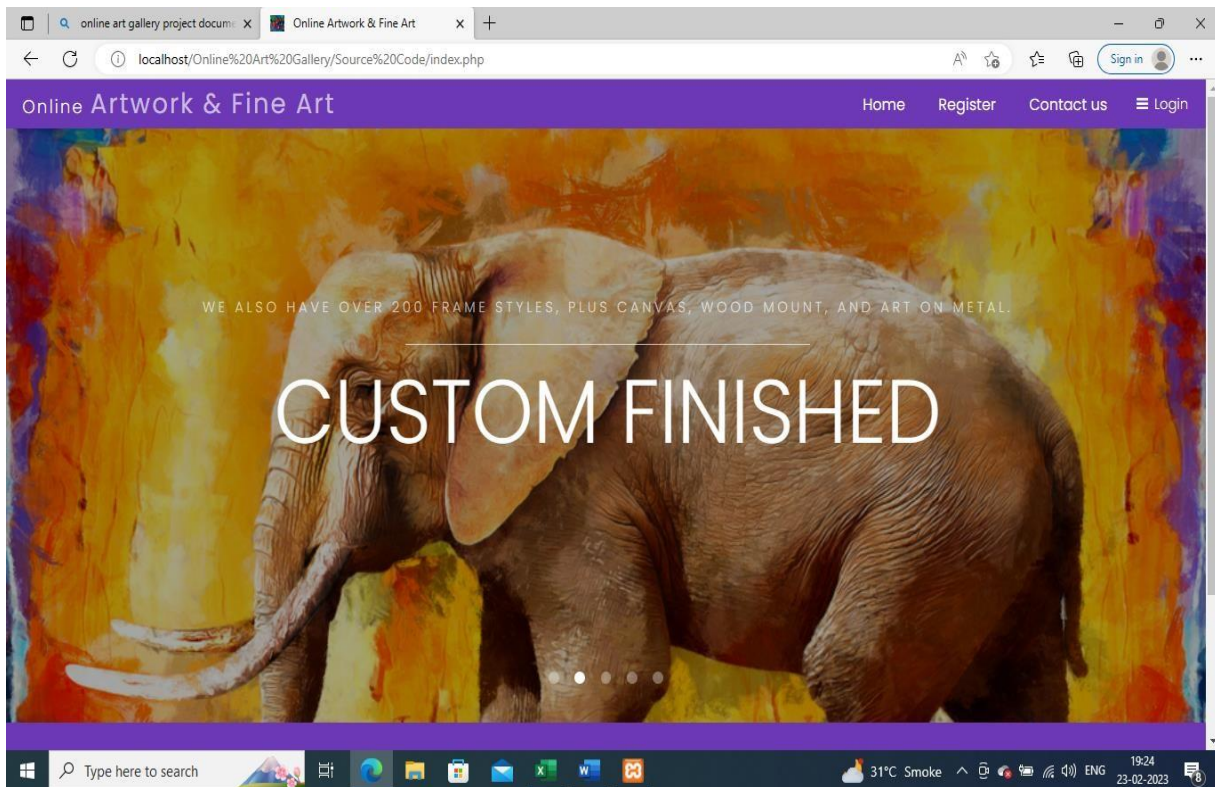 online art gallery project docume
Online Artwork & Fine Art
localhost/Online%20Art%20Gallery/Source%20Code/index.php
Sign in
Online Artwork & Fine Art
Home Register Contact us Login
WE ALSO HAVE OVER 200 FRAME STYLES, PLUS CANVAS, WOOD MOUNT, AND ART ON METAL.
CUSTOM FINISHED
Type here to search
31°C Smoke
ENG
19:24
23-02-2023
8